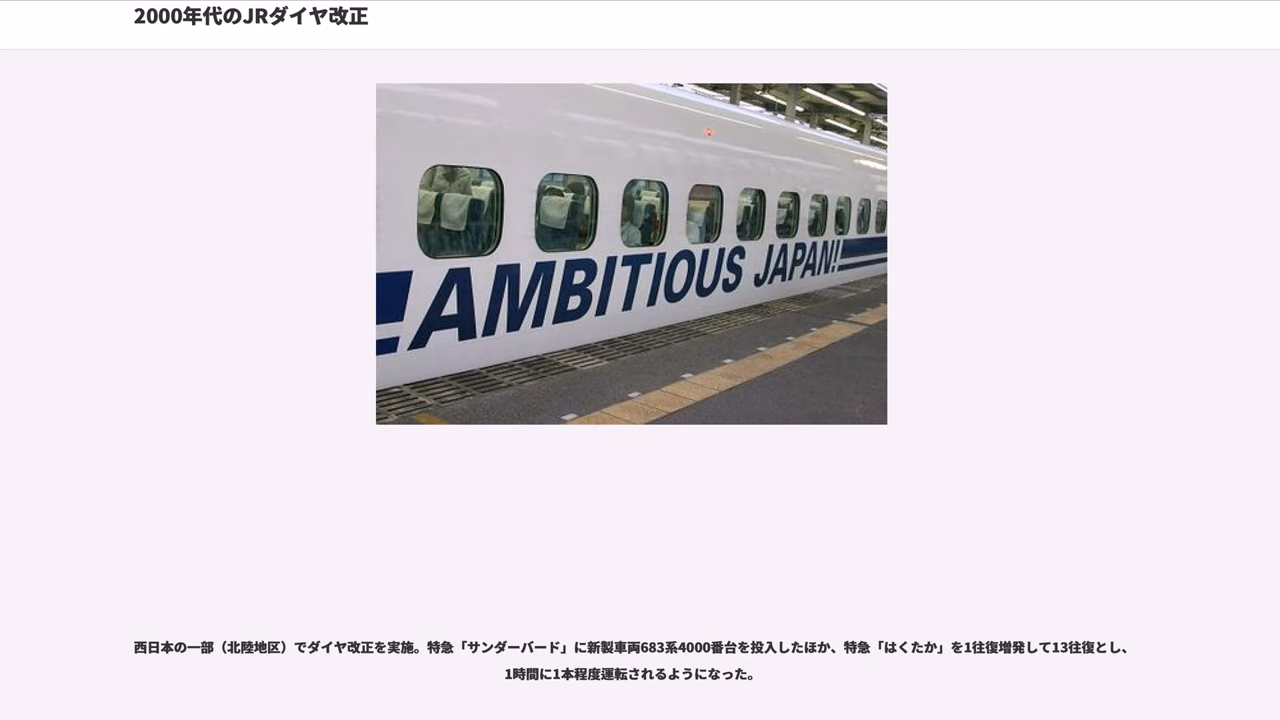 2000年代のJRダイヤ改正
AMBITIOUS JAPAN!
西日本の一部（北陸地区）でダイヤ改正を実施。特急「サンダーバード」に新製車両683系4000番台を投入したほか、特急「はくたか」を1往復増発して13往復とし、
1時間に1本程度運転されるようになった。